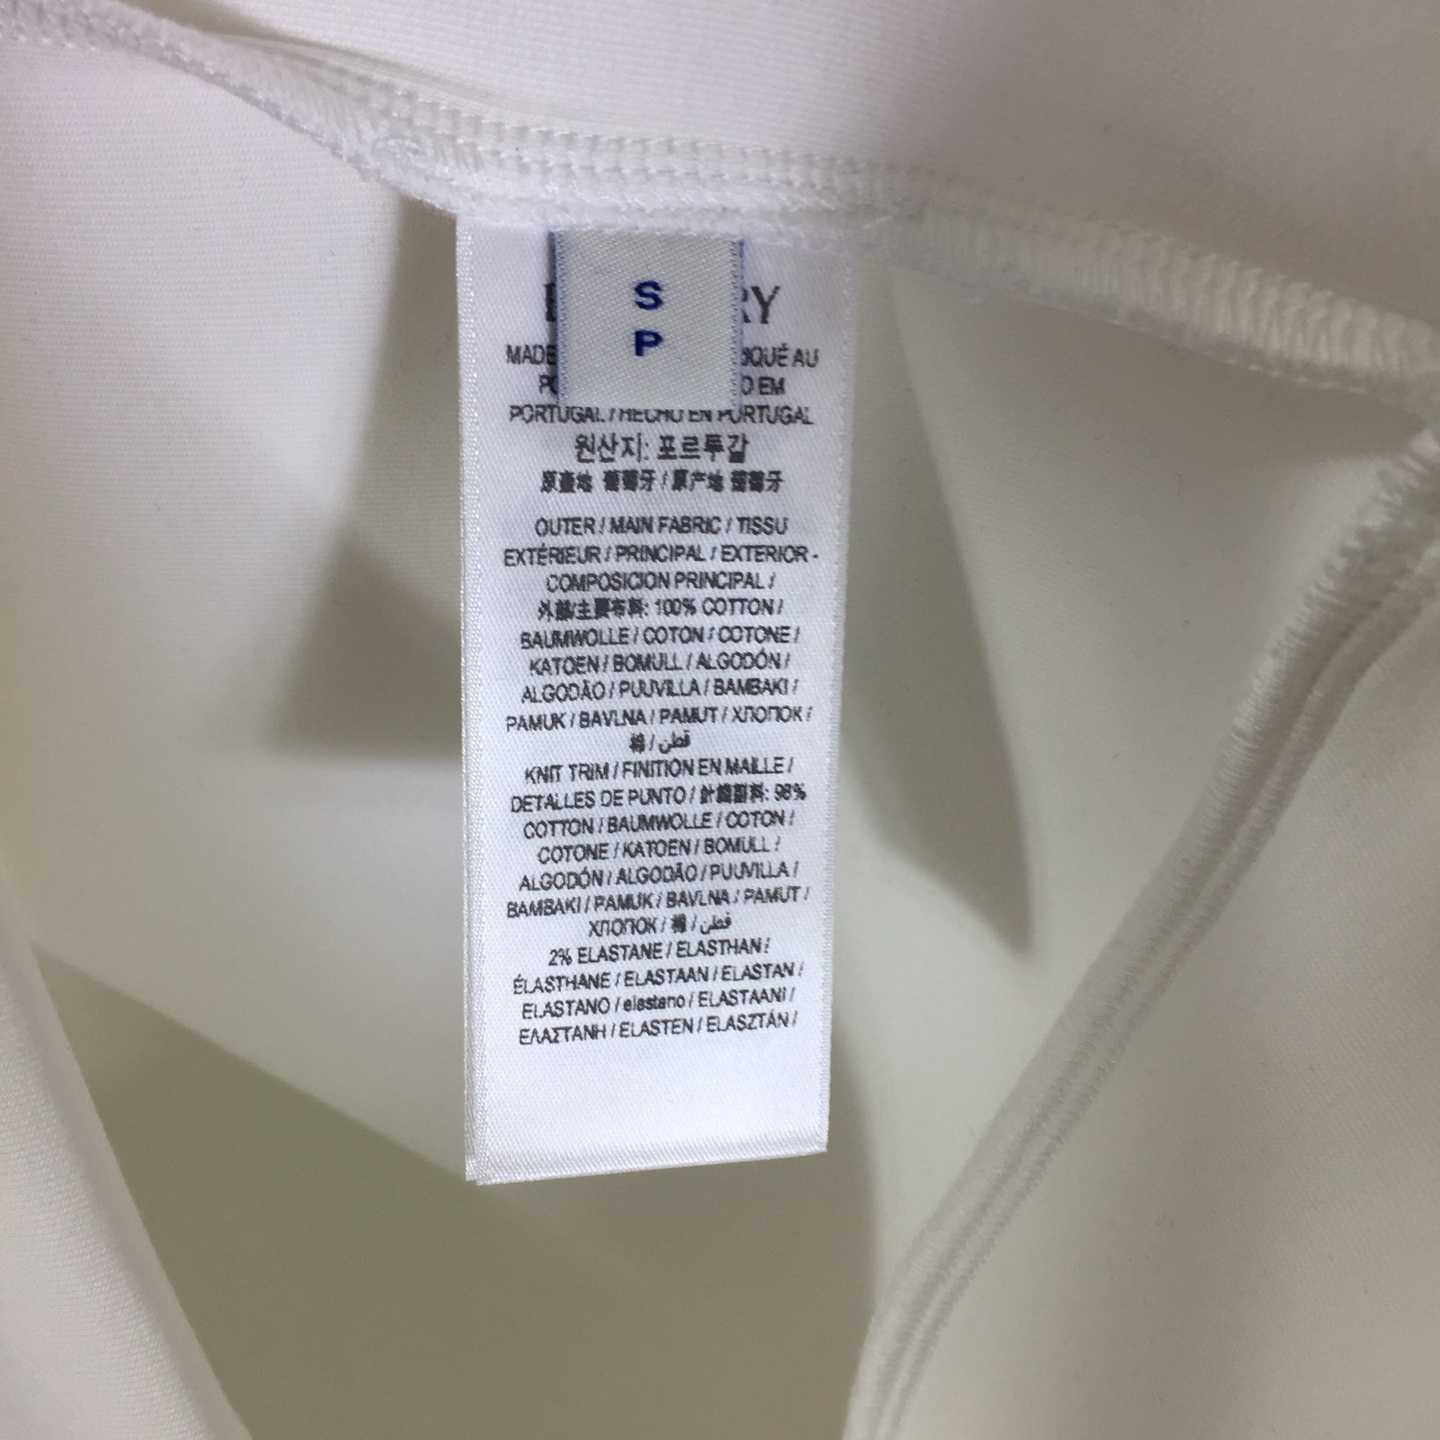 S
P
RY
MADE IQUÉ AU
O EM
PORTUGAL / HECHO EN PORTUGAL
원산지: 포르투갈
原產地 葡萄牙 / 原产地 葡萄牙
OUTER / MAIN FABRIC / TISSU
EXTÉRIEUR / PRINCIPAL / EXTERIOR -
COMPOSICION PRINCIPAL /
外部/主要布料: 100% COTTON /
BAUMWOLLE / COTON / COTONE /
KATOEN / BOMULL / ALGODÓN /
ALGODÃO / PUUVILLA / BAMBAKI /
PAMUK / BAVLNA / PAMUT / ХЛОПОК /
棉 / قطن
KNIT TRIM / FINITION EN MAILLE /
DETALLES DE PUNTO / 針織副料: 98%
COTTON / BAUMWOLLE / COTON /
COTONE / KATOEN / BOMULL /
ALGODÓN / ALGODÃO / PUUVILLA /
BAMBAKI / PAMUK / BAVLNA / PAMUT /
ХЛОПОК / 棉 / قطن
2% ELASTANE / ELASTHAN /
ÉLASTHANE / ELASTAAN / ELASTAN /
ELASTANO / elastano / ELASTAANI /
ΕΛΑΣΤΑΝΗ / ELASTEN / ELASZTÁN /